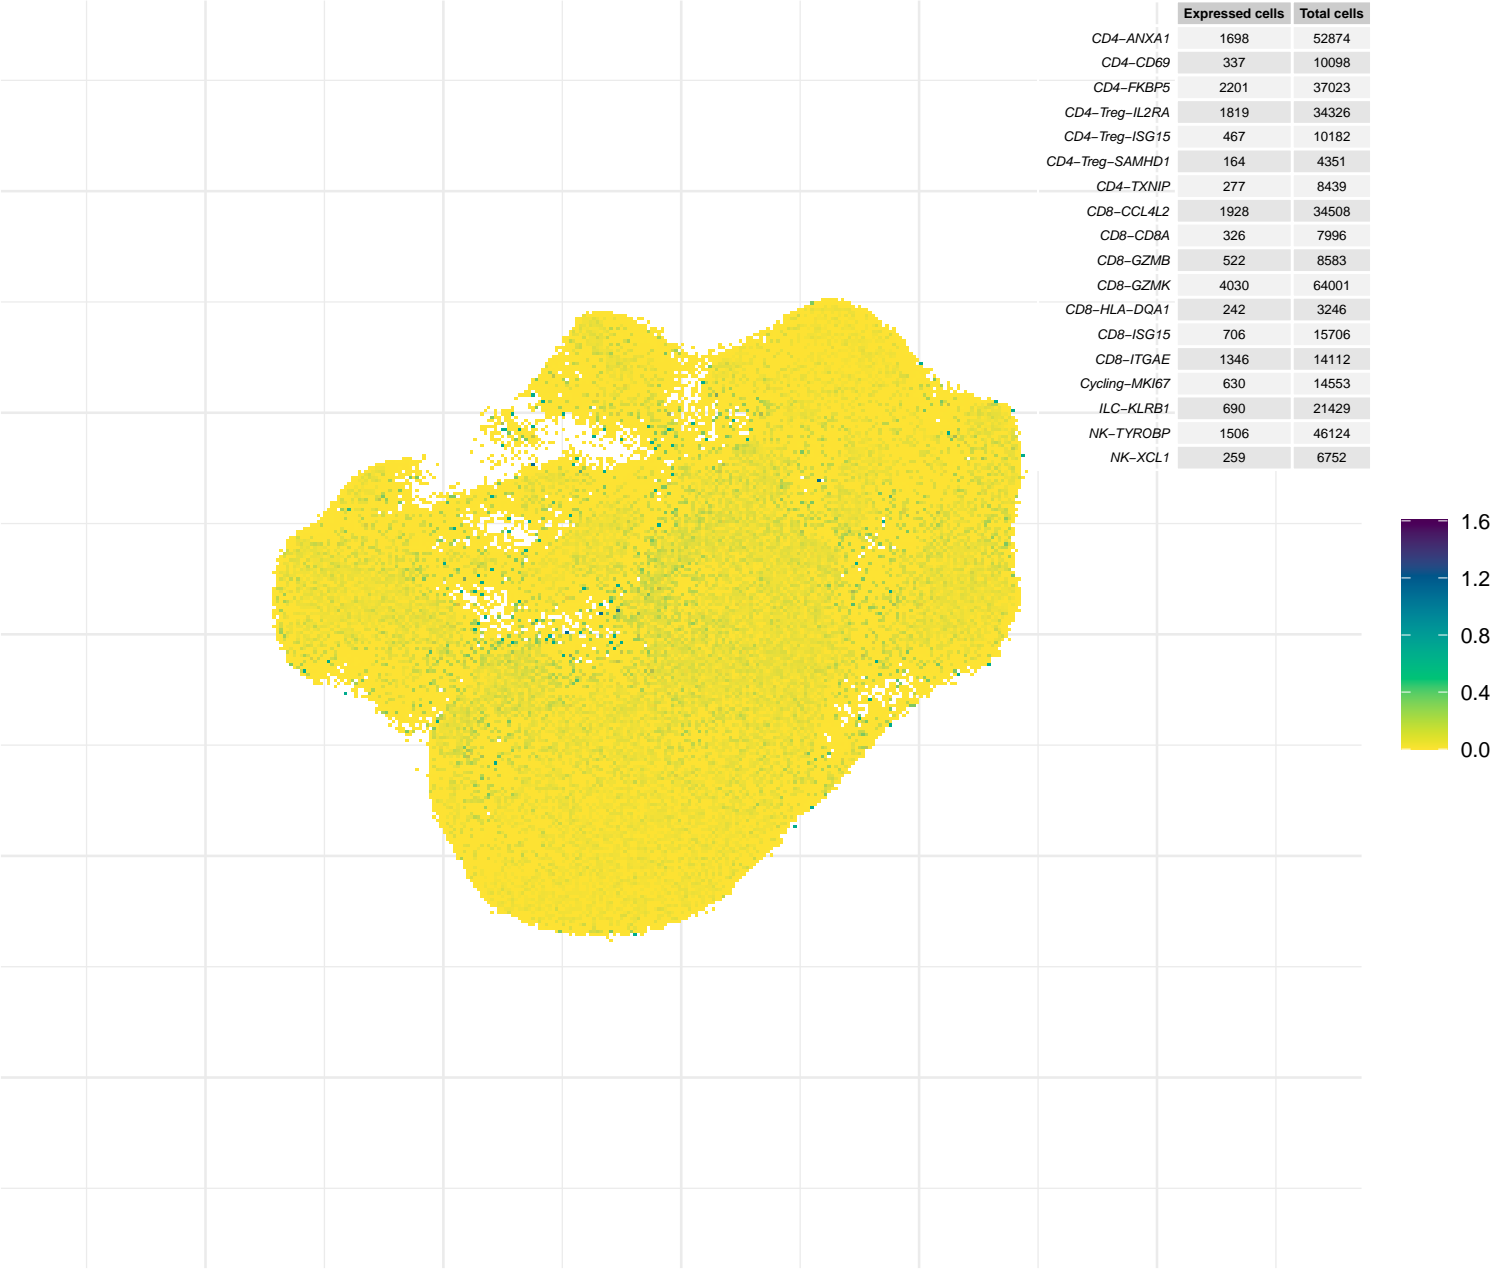 Expressed cells Total cells
CD4−ANXA1 1698 52874
CD4−CD69 337 10098
CD4−FKBP5 2201 37023
CD4−Treg−IL2RA 1819 34326
CD4−Treg−ISG15 467 10182
CD4−Treg−SAMHD1 164 4351
CD4−TXNIP 277 8439
CD8−CCL4L2 1928 34508
CD8−CD8A 326 7996
CD8−GZMB 522 8583
CD8−GZMK 4030 64001
CD8−HLA−DQA1 242 3246
CD8−ISG15 706 15706
CD8−ITGAE 1346 14112
Cycling−MKI67 630 14553
ILC−KLRB1 690 21429
NK−TYROBP 1506 46124
NK−XCL1 259 6752
1.6
1.2
0.8
0.4
0.0